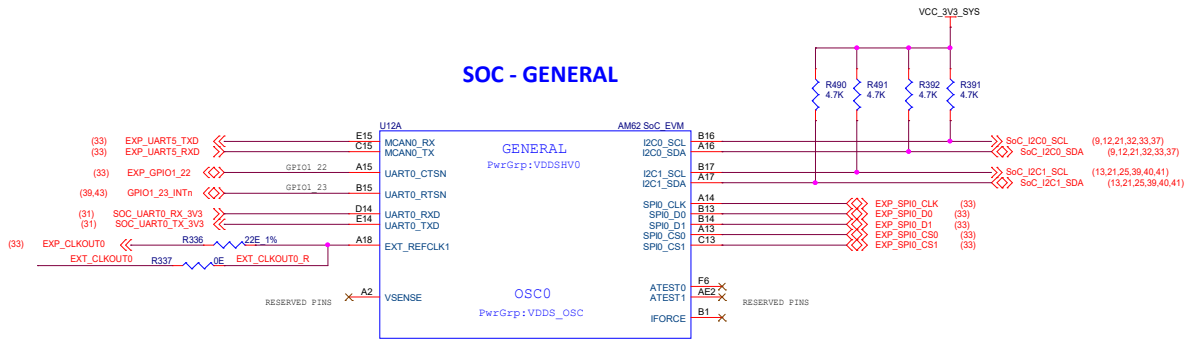 VCC_3V3_SYS
SOC - GENERAL
R490 4.7K
R491 4.7K
R392 4.7K
R391 4.7K
U12A
AM62 SoC_EVM
GENERAL
PwrGrp:VDDSHV0
(33) EXP_UART5_TXD E15 MCAN0_RX
(33) EXP_UART5_RXD C15 MCAN0_TX
(33) EXP_GPIO1_22 GPIO1_22 A15 UART0_CTSN
(39,43) GPIO1_23_INTn GPIO1_23 B15 UART0_RTSN
(31) SOC_UART0_RX_3V3 D14 UART0_RXD
(31) SOC_UART0_TX_3V3 E14 UART0_TXD
(33) EXP_CLKOUT0 R336 22E_1% A18 EXT_REFCLK1
EXT_CLKOUT0 R337 0E EXT_CLKOUT0_R
RESERVED PINS A2 VSENSE
I2C0_SCL B16 SoC_I2C0_SCL (9,12,21,32,33,37)
I2C0_SDA A16 SoC_I2C0_SDA (9,12,21,32,33,37)
I2C1_SCL B17 SoC_I2C1_SCL (13,21,25,39,40,41)
I2C1_SDA A17 SoC_I2C1_SDA (13,21,25,39,40,41)
SPI0_CLK A14 EXP_SPI0_CLK (33)
SPI0_D0 B13 EXP_SPI0_D0 (33)
SPI0_D1 B14 EXP_SPI0_D1 (33)
SPI0_CS0 A13 EXP_SPI0_CS0 (33)
SPI0_CS1 C13 EXP_SPI0_CS1 (33)
OSC0
PwrGrp:VDDS_OSC
ATEST0 F6
ATEST1 AE2 RESERVED PINS
IFORCE B1